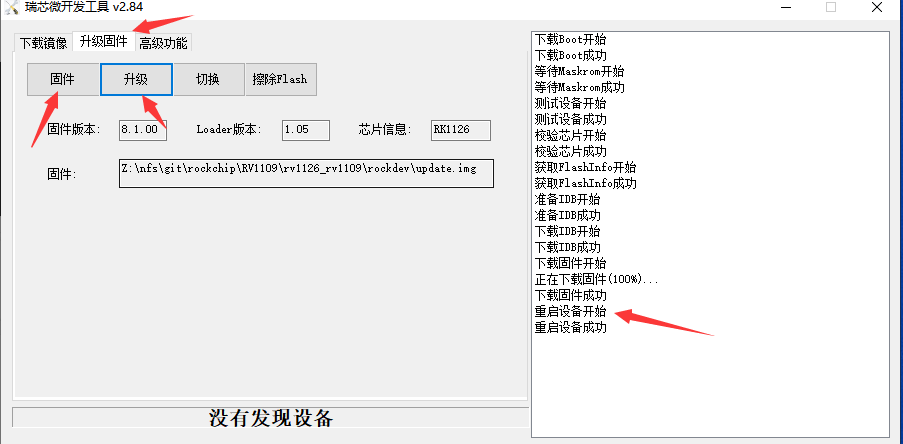 瑞芯微开发工具 v2.84
下载镜像 升级固件 高级功能
固件 升级 切换 擦除Flash
固件版本: 8.1.00 Loader版本: 1.05 芯片信息: RK1126
固件: Z:\nfs\git\rockchip\RV1109\rv1126_rv1109\rockdev\update.img
没有发现设备
下载Boot开始
下载Boot成功
等待Maskrom开始
等待Maskrom成功
测试设备开始
测试设备成功
校验芯片开始
校验芯片成功
获取FlashInfo开始
获取FlashInfo成功
准备IDB开始
准备IDB成功
下载IDB开始
下载IDB成功
下载固件开始
正在下载固件(100%)...
下载固件成功
重启设备开始
重启设备成功